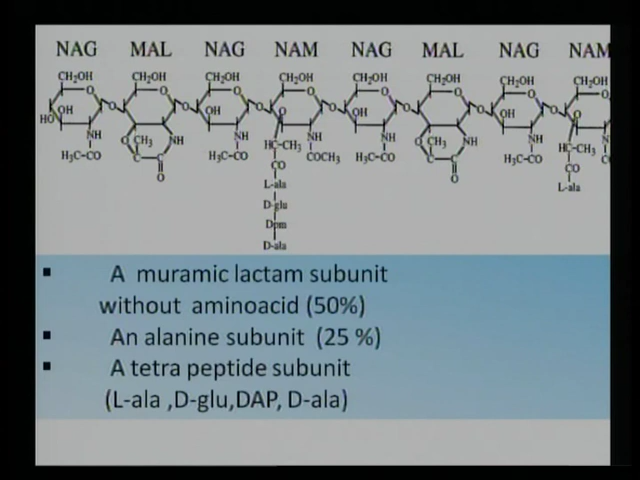 NAG MAL NAG NAM NAG MAL NAG NAM
CH₂OH CH₂OH CH₂OH CH₂OH CH₂OH CH₂OH CH₂OH CH₂OH
O O O O O O O O O O O O O O O
HO OH OH OH OH
NH O CH₃ NH NH NH NH O CH₃ NH NH
H₃C-CO C C H₃C-CO HC-CH₃ COCH₃ H₃C-CO C C H₃C-CO HC-CH₃
O CO O CO
L-ala L-ala
D-glu
Dpm
D-ala
▪ A muramic lactam subunit
without aminoacid (50%)
▪ An alanine subunit (25 %)
▪ A tetra peptide subunit
(L-ala ,D-glu,DAP, D-ala)